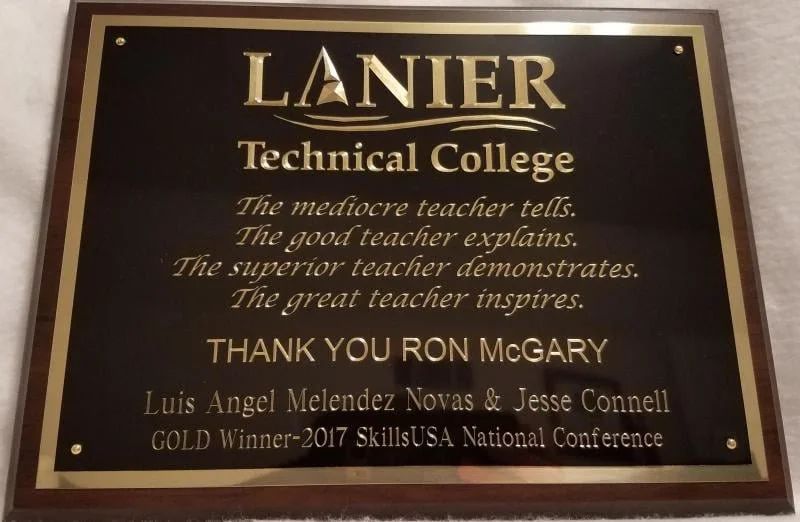 LANIER
Technical College
The mediocre teacher tells.
The good teacher explains.
The superior teacher demonstrates.
The great teacher inspires.
THANK YOU RON McGARY
Luis Angel Melendez Novas & Jesse Connell
GOLD Winner-2017 SkillsUSA National Conference